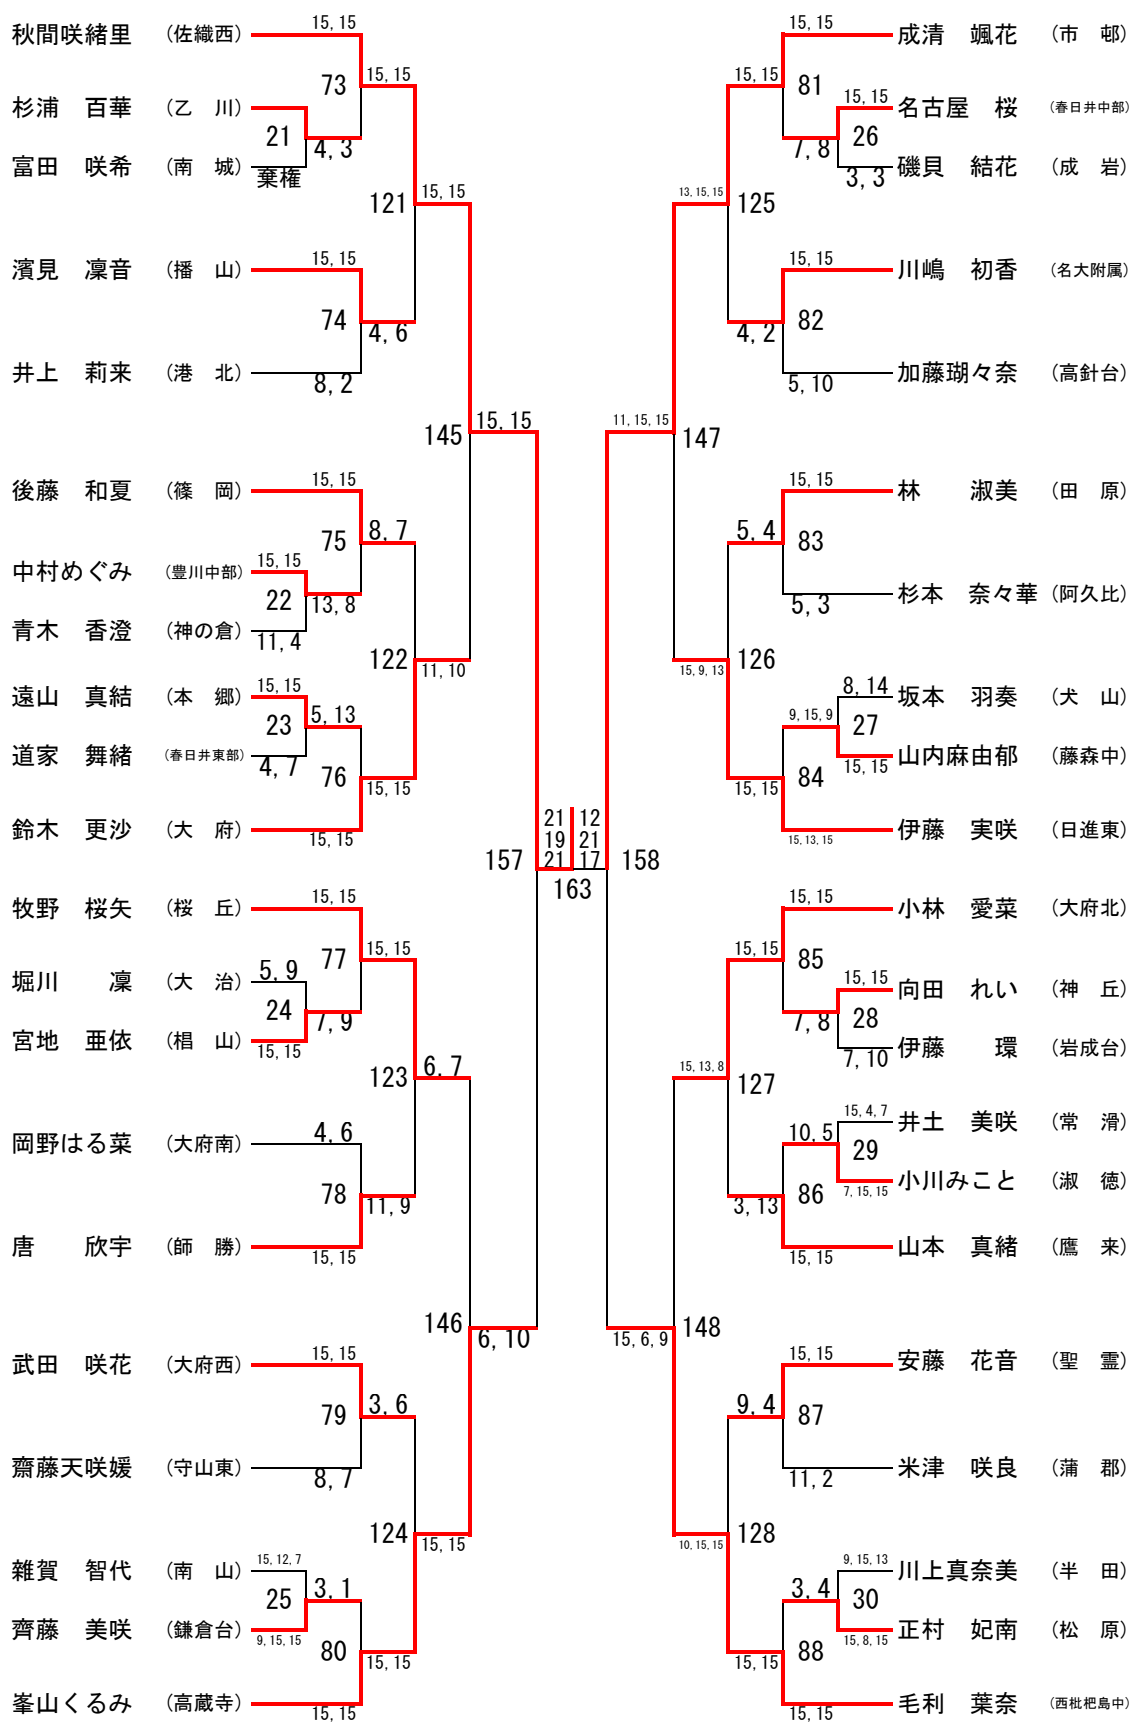 秋間咲緒里 (佐織西) 15, 15
73 15, 15
杉浦 百華 (乙 川)
21 4, 3
富田 咲希 (南 城) 棄権
121 15, 15
濱見 凜音 (播 山) 15, 15
74 4, 6
井上 莉来 (港 北) 8, 2
145 15, 15
後藤 和夏 (篠 岡) 15, 15
75 8, 7
中村めぐみ (豊川中部) 15, 15
22 13, 8
青木 香澄 (神の倉) 11, 4
122 11, 10
遠山 真結 (本 郷) 15, 15
23 5, 13
道家 舞緒 (春日井東部) 4, 7
76 15, 15
鈴木 更沙 (大 府) 15, 15
157
牧野 桜矢 (桜 丘) 15, 15
77 15, 15
堀川 凜 (大 治) 5, 9
24 7, 9
宮地 亜依 (椙 山) 15, 15
123 6, 7
岡野はる菜 (大府南) 4, 6
78 11, 9
唐 欣宇 (師 勝) 15, 15
146 6, 10
武田 咲花 (大府西) 15, 15
79 3, 6
齋藤天咲媛 (守山東) 8, 7
124 15, 15
雑賀 智代 (南 山) 15, 12, 7
25 3, 1
齊藤 美咲 (鎌倉台) 9, 15, 15
80 15, 15
峯山くるみ (高蔵寺) 15, 15
21 12
19 21
21 17
163
15, 15 成清 颯花 (市 邨)
15, 15 81
15, 15 名古屋 桜 (春日井中部)
7, 8 26
3, 3 磯貝 結花 (成 岩)
13, 15, 15 125
15, 15 川嶋 初香 (名大附属)
4, 2 82
5, 10 加藤瑚々奈 (高針台)
11, 15, 15 147
15, 15 林 淑美 (田 原)
5, 4 83
5, 3 杉本 奈々華 (阿久比)
15, 9, 13 126
8, 14 坂本 羽奏 (犬 山)
9, 15, 9 27
15, 15 山内麻由郁 (藤森中)
15, 15 84
15, 13, 15 伊藤 実咲 (日進東)
158
15, 15 小林 愛菜 (大府北)
15, 15 85
15, 15 向田 れい (神 丘)
7, 8 28
7, 10 伊藤 環 (岩成台)
15, 13, 8 127
15, 4, 7 井土 美咲 (常 滑)
10, 5 29
7, 15, 15 小川みこと (淑 徳)
3, 13 86
15, 15 山本 真緒 (鷹 来)
15, 6, 9 148
15, 15 安藤 花音 (聖 霊)
9, 4 87
11, 2 米津 咲良 (蒲 郡)
10, 15, 15 128
9, 15, 13 川上真奈美 (半 田)
3, 4 30
15, 8, 15 正村 妃南 (松 原)
15, 15 88
15, 15 毛利 葉奈 (西枇杷島中)